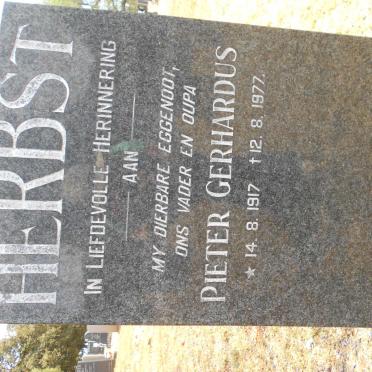 HERBST
IN LIEFDEVOLLE HERINNERING
AAN
MY DIERBARE EGGENOOT,
ONS VADER EN OUPA
PIETER GERHARDUS
★ 14. 8. 1917 † 12. 8. 1977.